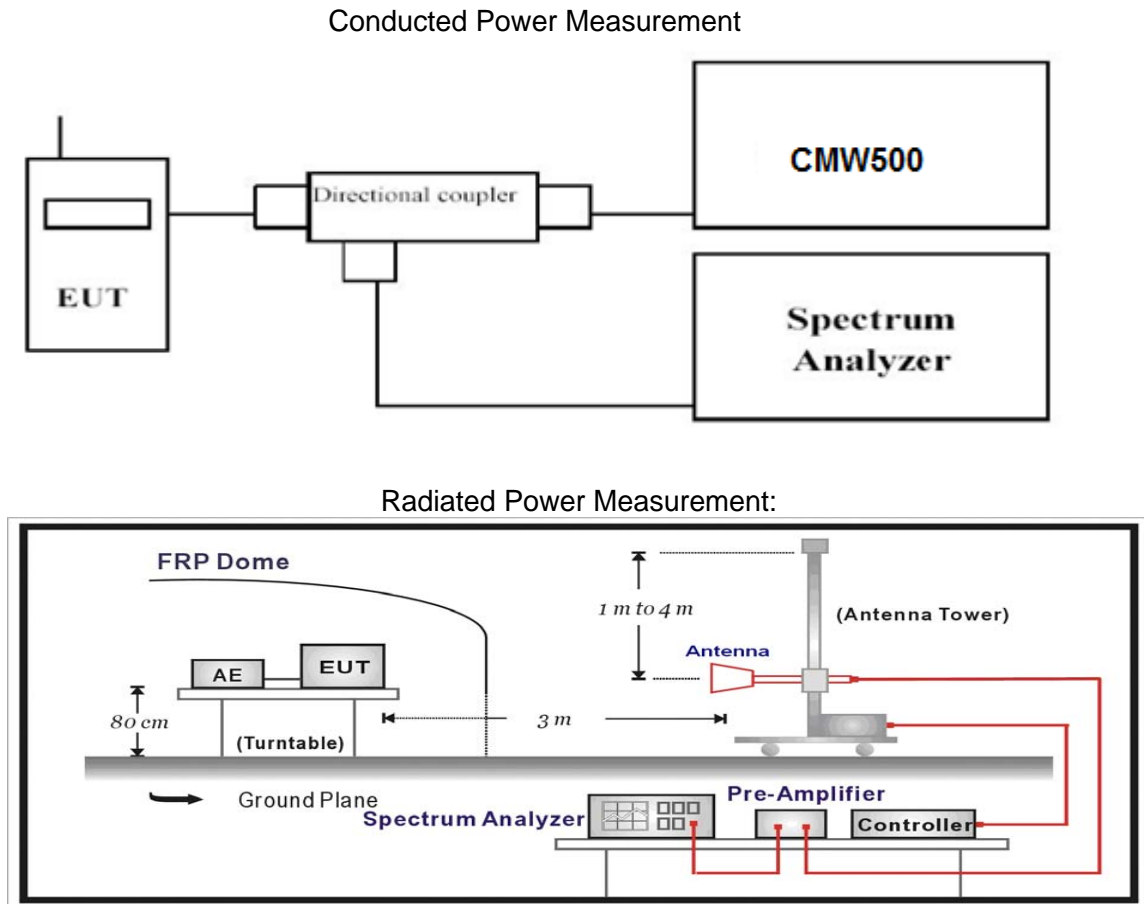 Conducted Power Measurement
CMW500
Directional coupler
EUT
Spectrum
Analyzer
Radiated Power Measurement:
FRP Dome
1 m to 4 m
(Antenna Tower)
Antenna
AE
EUT
80 cm
3 m
(Turntable)
Ground Plane
Pre-Amplifier
Spectrum Analyzer
Controller